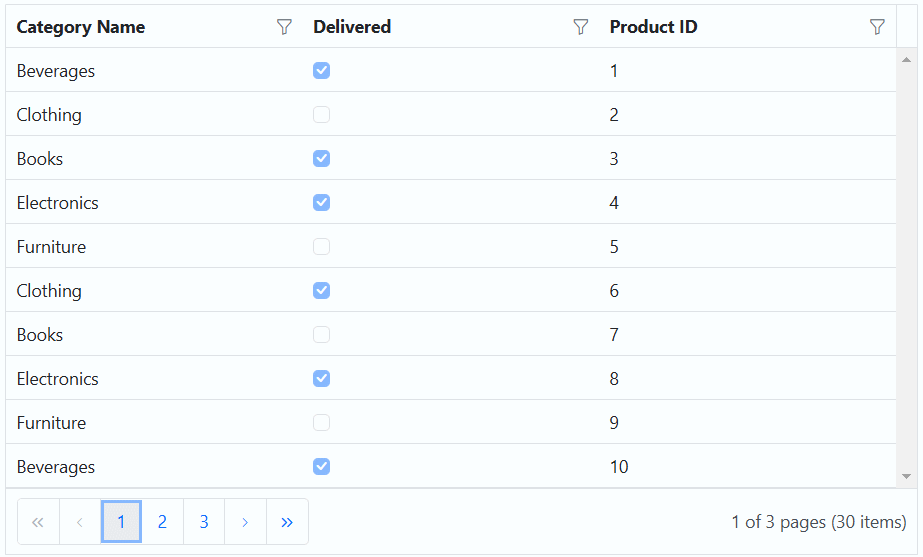 Category Name Delivered Product ID
Beverages 1
Clothing 2
Books 3
Electronics 4
Furniture 5
Clothing 6
Books 7
Electronics 8
Furniture 9
Beverages 10
« ‹ 1 2 3 › » 1 of 3 pages (30 items)